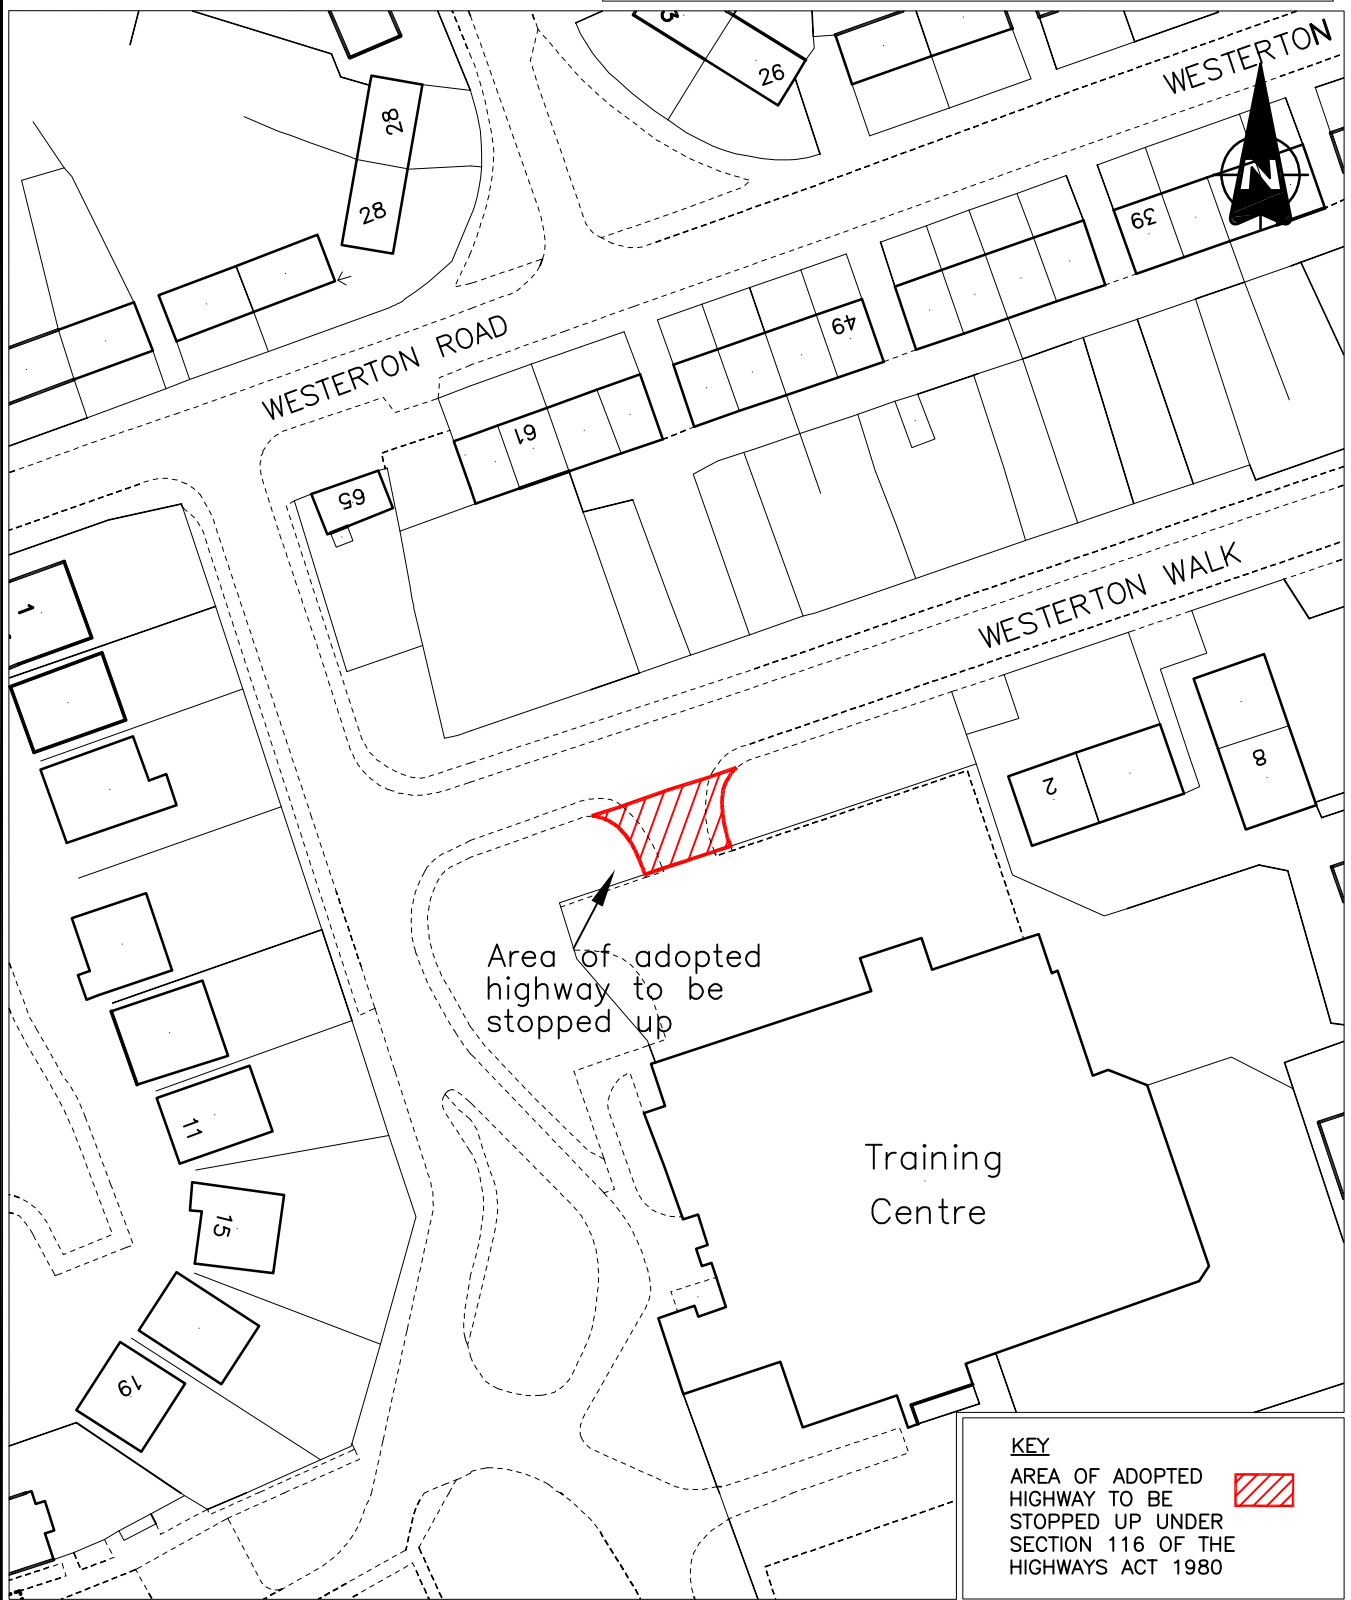 26
WESTERTON
28
28
N
39
49
WESTERTON ROAD
61
65
WESTERTON WALK
1
2
8
Area of adopted
highway to be
stopped up
11
Training
Centre
15
19
KEY
AREA OF ADOPTED
HIGHWAY TO BE
STOPPED UP UNDER
SECTION 116 OF THE
HIGHWAYS ACT 1980